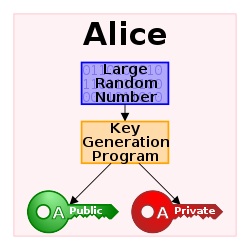 Alice
Large
Random
Number
Key
Generation
Program
A
Public
A
Private